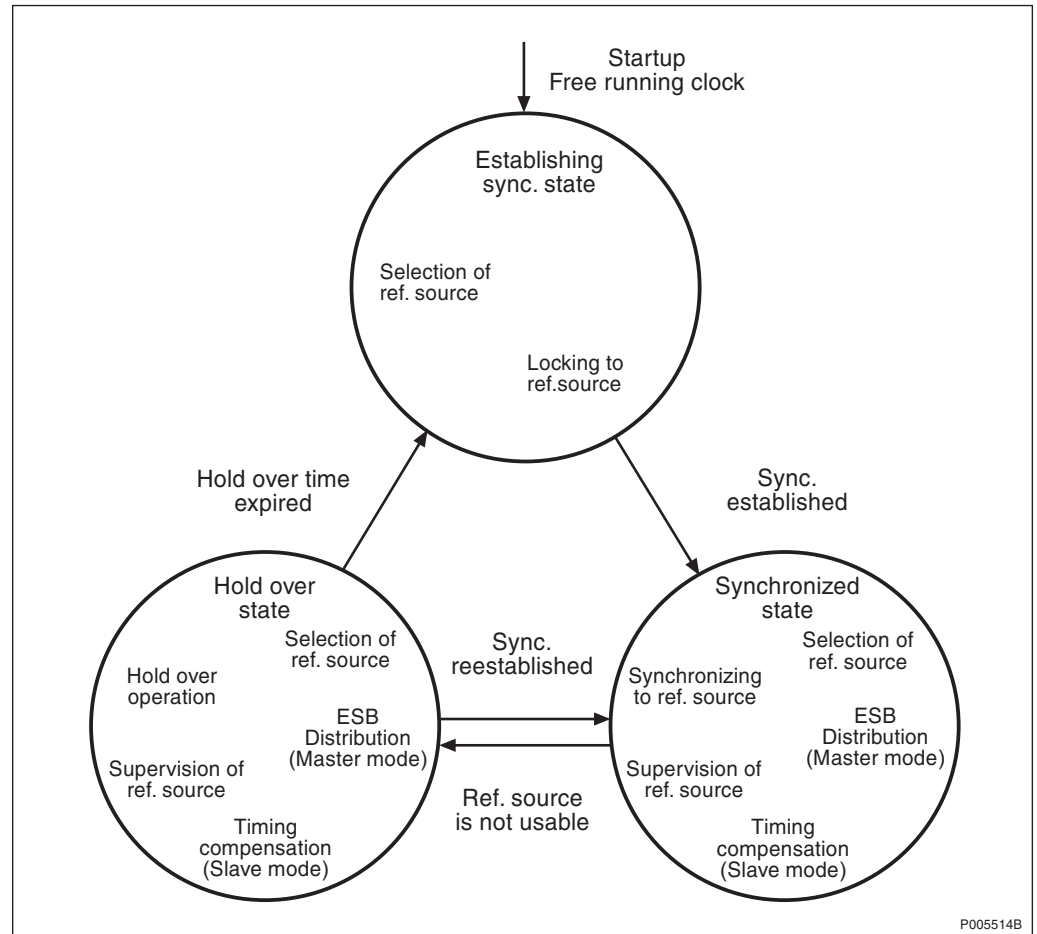 Startup
Free running clock
Establishing
sync. state
Selection of
ref. source
Locking to
ref.source
Hold over time
expired
Sync.
established
Hold over
state
Selection of
ref. source
Hold over
operation
ESB
Distribution
(Master mode)
Supervision of
ref. source
Timing
compensation
(Slave mode)
Sync.
reestablished
Ref. source
is not usable
Synchronized
state
Selection of
ref. source
Synchronizing
to ref. source
ESB
Distribution
(Master mode)
Supervision of
ref. source
Timing
compensation
(Slave mode)
P005514B